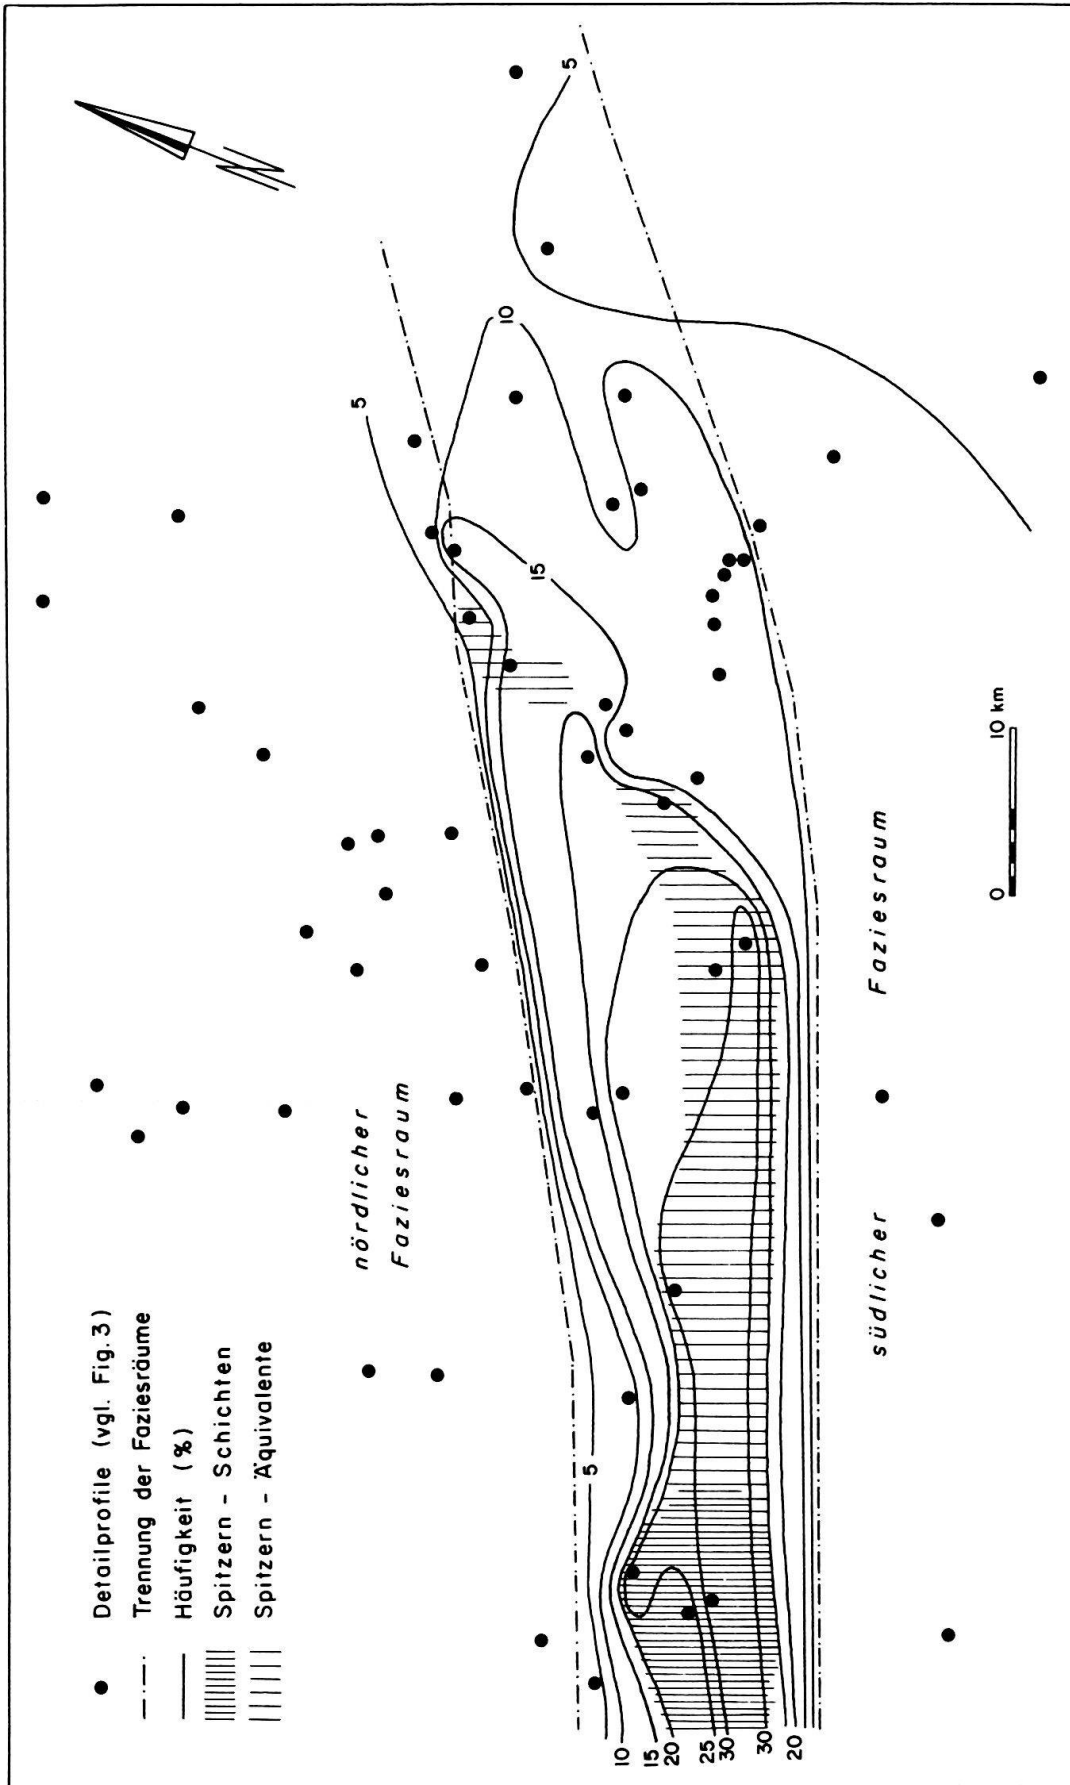 Detailprofile (vgl. Fig. 3)
Trennung der Faziesräume
Häufigkeit (%)
Spitzern - Schichten
Spitzern - Äquivalente
N
nördlicher
Faziesraum
südlicher Faziesraum
0 10 km
5
5
5
10
15
10
15
20
25
30
30
20